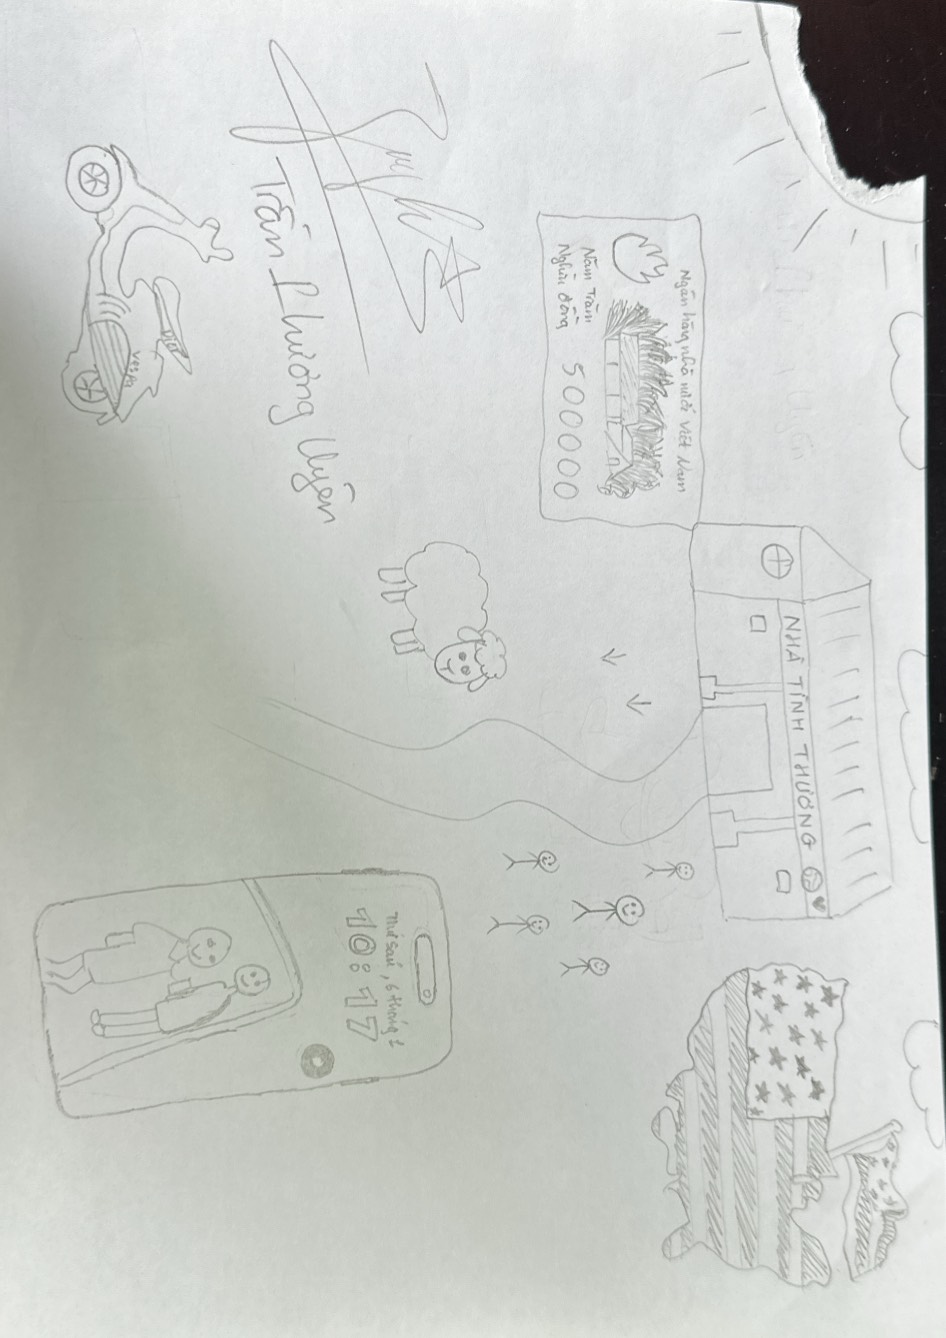 Ngân hàng nhà nước Việt Nam
Năm Trăm
Nghìn đồng
500000
NHÀ TÌNH THƯƠNG
Trần Phương Uyên
Vespa
Thứ sáu, 6 tháng 2
10:17